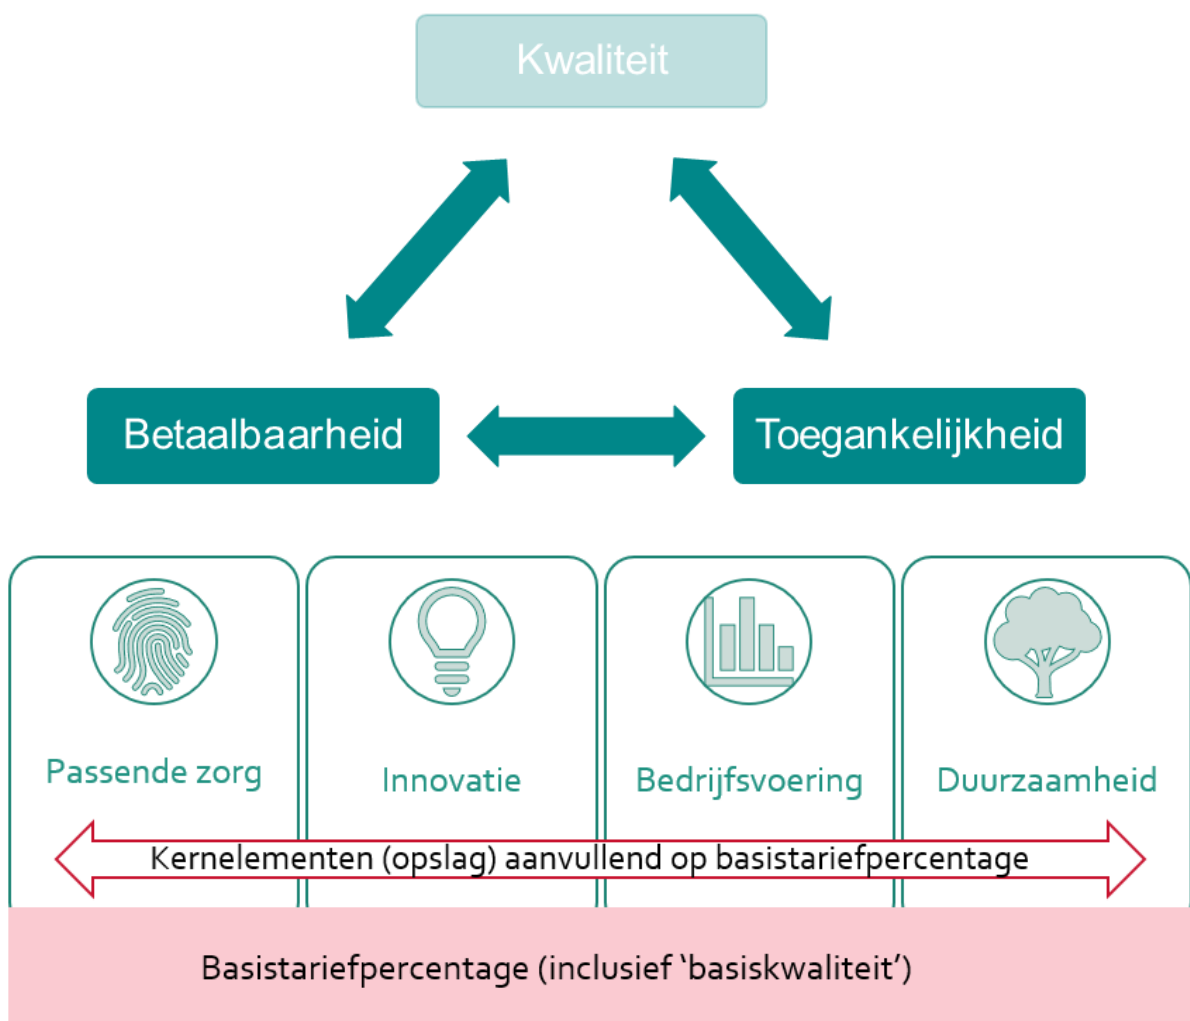 Kwaliteit
Betaalbaarheid
Toegankelijkheid
Passende zorg
Innovatie
Bedrijfsvoering
Duurzaamheid
Kernelementen (opslag) aanvullend op basistariefpercentage
Basistariefpercentage (inclusief ‘basiskwaliteit’)